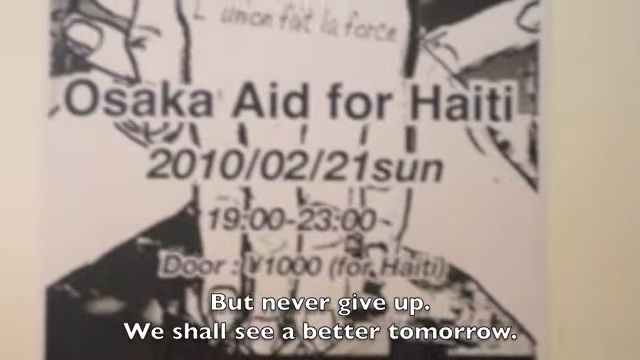 L'union fait la force
Osaka Aid for Haiti
2010/02/21sun
19:00-23:00
Door : ¥1000 (for Haiti)
But never give up.
We shall see a better tomorrow.